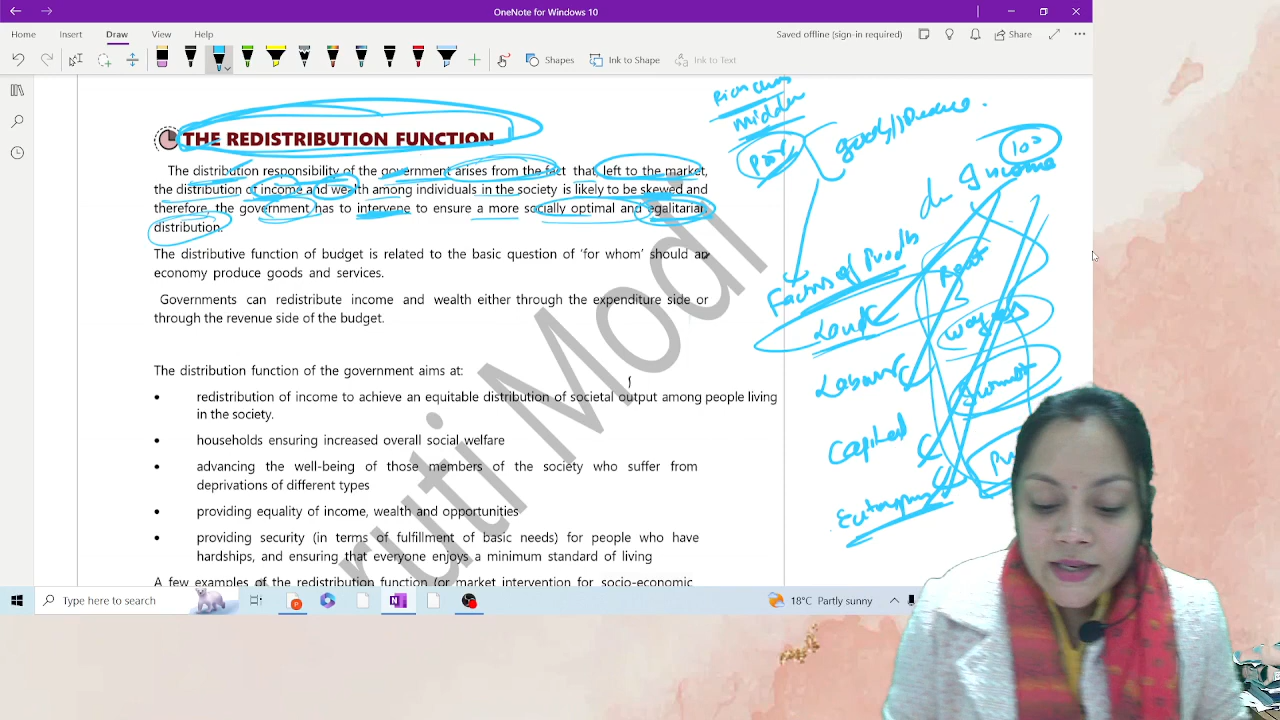 OneNote for Windows 10
Home Insert Draw View Help Saved offline (sign-in required) Share
Shapes Ink to Shape Ink to Text
THE REDISTRIBUTION FUNCTION
The distribution responsibility of the government arises from the fact that left to the market,
the distribution of income and wealth among individuals in the society is likely to be skewed and
therefore, the government has to intervene to ensure a more socially optimal and egalitarian
distribution.
The distributive function of budget is related to the basic question of ‘for whom’ should an
economy produce goods and services.
Governments can redistribute income and wealth either through the expenditure side or
through the revenue side of the budget.
The distribution function of the government aims at:
• redistribution of income to achieve an equitable distribution of societal output among people living
in the society.
• households ensuring increased overall social welfare
• advancing the well-being of those members of the society who suffer from
deprivations of different types
• providing equality of income, wealth and opportunities
• providing security (in terms of fulfillment of basic needs) for people who have
hardships, and ensuring that everyone enjoys a minimum standard of living
A few examples of the redistribution function (or market intervention for socio-economic
ruti Modi
Rich class
Middle
Poor
100
Income
Factors of Prodn
Land
Rent
Labour
Wages
Capital
Type here to search
18°C Partly sunny